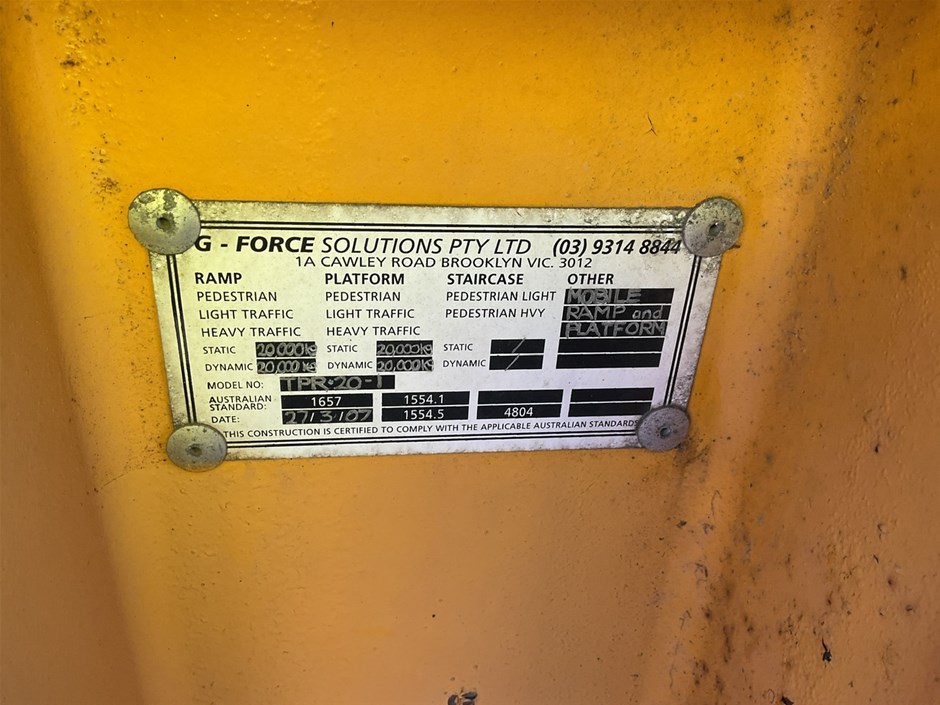 G - FORCE SOLUTIONS PTY LTD (03) 9314 8844
1A CAWLEY ROAD BROOKLYN VIC. 3012
RAMP PLATFORM STAIRCASE OTHER
PEDESTRIAN PEDESTRIAN PEDESTRIAN LIGHT MOBILE
LIGHT TRAFFIC LIGHT TRAFFIC PEDESTRIAN HVY RAMP and
HEAVY TRAFFIC HEAVY TRAFFIC PLATFORM
STATIC 20,000kg STATIC 20,000kg STATIC
DYNAMIC 20,000kg DYNAMIC 20,000kg DYNAMIC
MODEL NO: TPR·20-1
AUSTRALIAN STANDARD: 1657 1554.1
DATE: 27/3/07 1554.5 4804
THIS CONSTRUCTION IS CERTIFIED TO COMPLY WITH THE APPLICABLE AUSTRALIAN STANDARDS